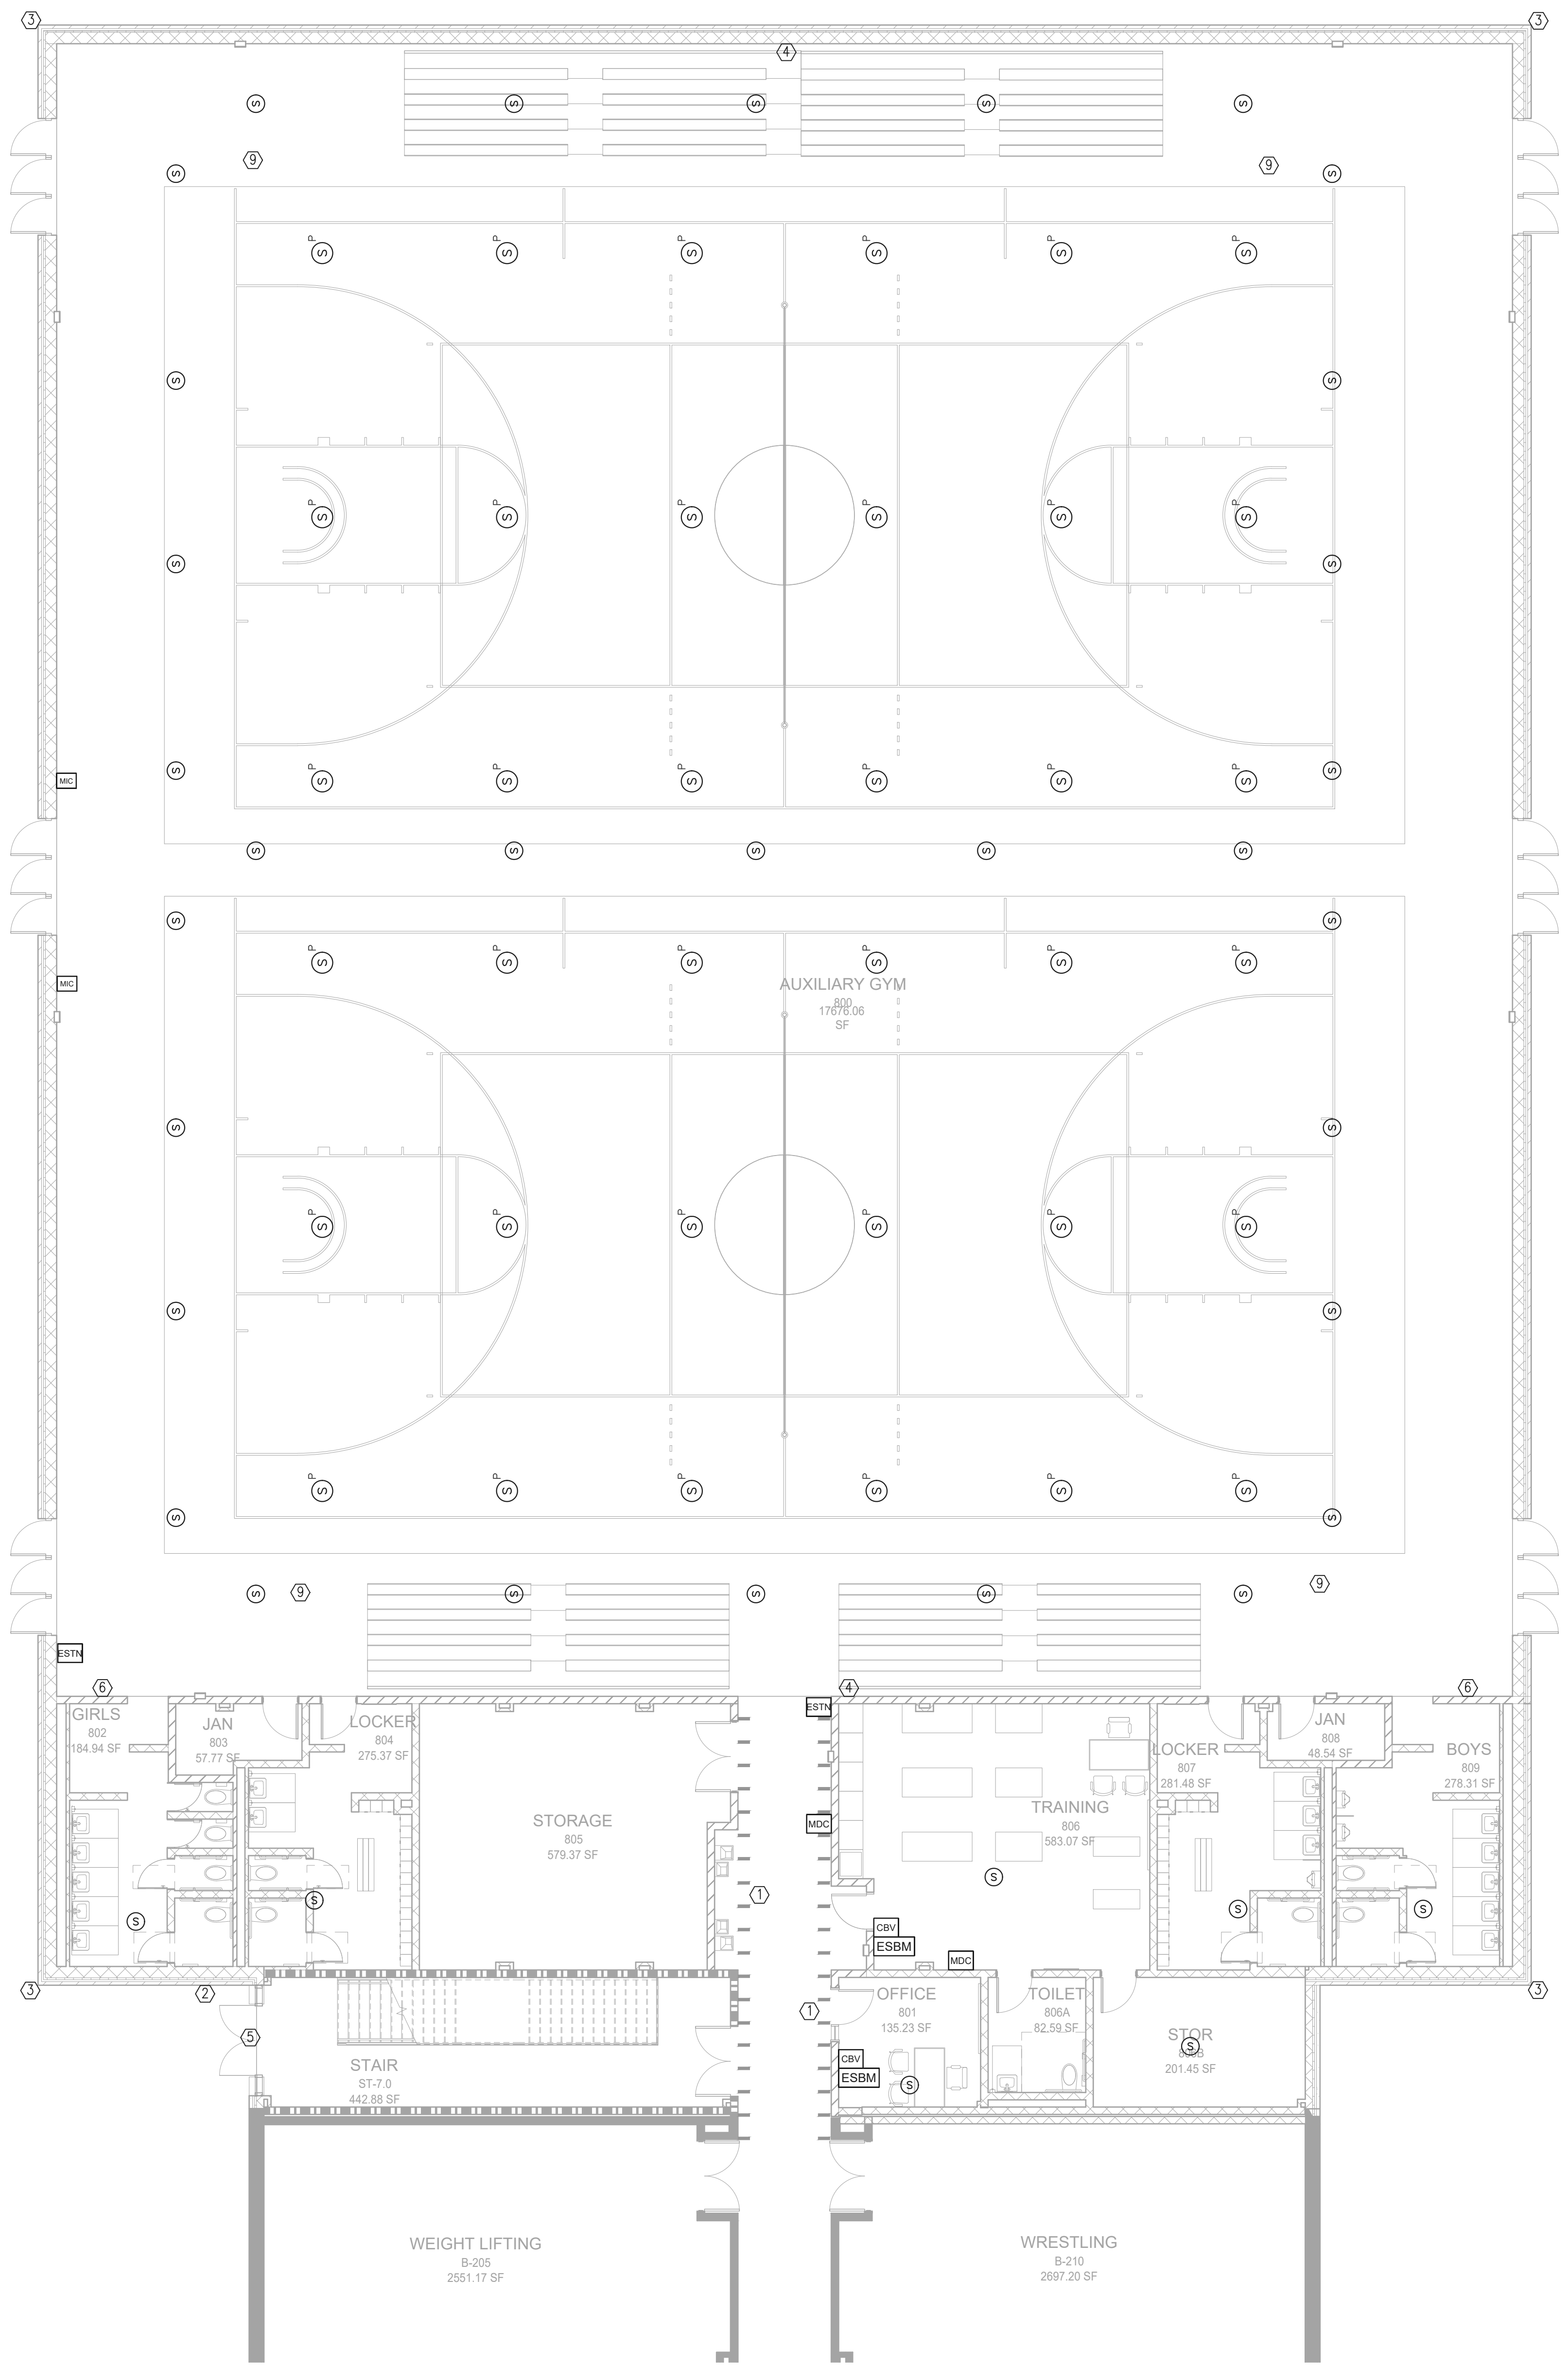 3
3
4
S
S
S
S
S
9
9
S
S
P
P
P
P
P
P
S
S
S
S
S
S
S
S
P
P
P
P
P
P
S
S
S
S
S
S
S
S
P
P
P
P
P
P
S
S
MIC
S
S
S
S
S
S
S
S
S
S
S
S
S
P
P
P
P
P
P
S
S
S
S
S
S
MIC
AUXILIARY GYM
800
17676.06
SF
S
S
P
P
P
P
P
P
S
S
S
S
S
S
S
S
P
P
P
P
P
P
S
S
S
S
S
S
S
S
S
S
S
S
S
9
9
ESTN
6
4
6
ESTN
GIRLS
802
184.94 SF
JAN
803
57.77 SF
LOCKER
804
275.37 SF
STORAGE
805
579.37 SF
MDC
TRAINING
806
583.07 SF
LOCKER
807
281.48 SF
JAN
808
48.54 SF
BOYS
809
278.31 SF
S
S
1
S
S
S
CBV
ESBM
MDC
3
2
3
OFFICE
801
135.23 SF
TOILET
806A
82.59 SF
1
5
STOR
S
201.45 SF
CBV
ESBM
S
STAIR
ST-7.0
442.88 SF
WEIGHT LIFTING
B-205
2551.17 SF
WRESTLING
B-210
2697.20 SF